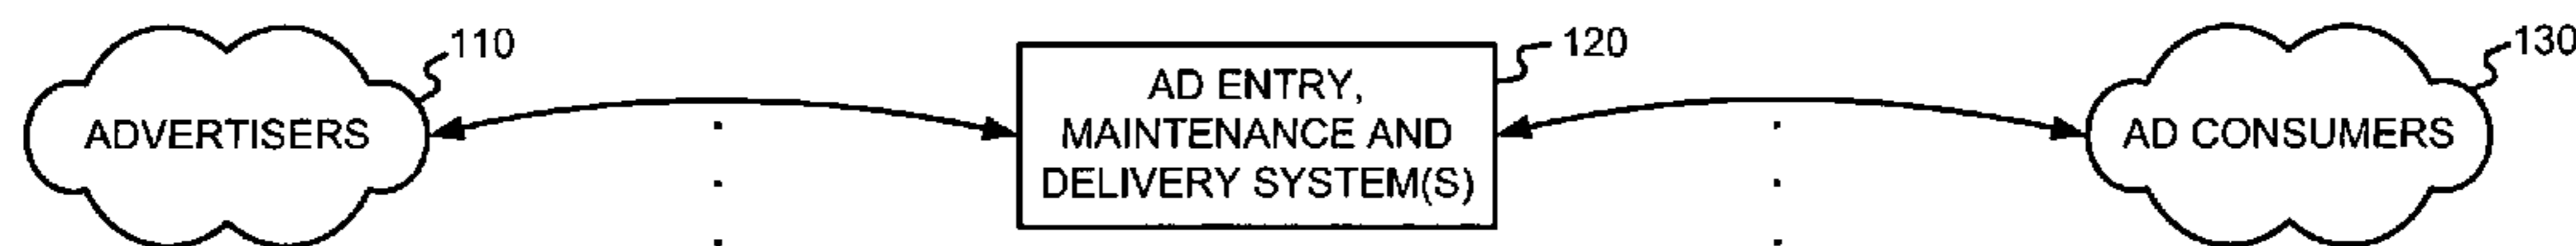 110
ADVERTISERS
120
AD ENTRY,
MAINTENANCE AND
DELIVERY SYSTEM(S)
130
AD CONSUMERS